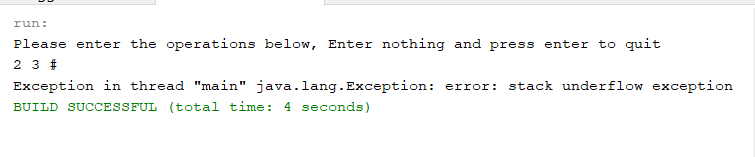 run:
Please enter the operations below, Enter nothing and press enter to quit
2 3 #
Exception in thread "main" java.lang.Exception: error: stack underflow exception
BUILD SUCCESSFUL (total time: 4 seconds)